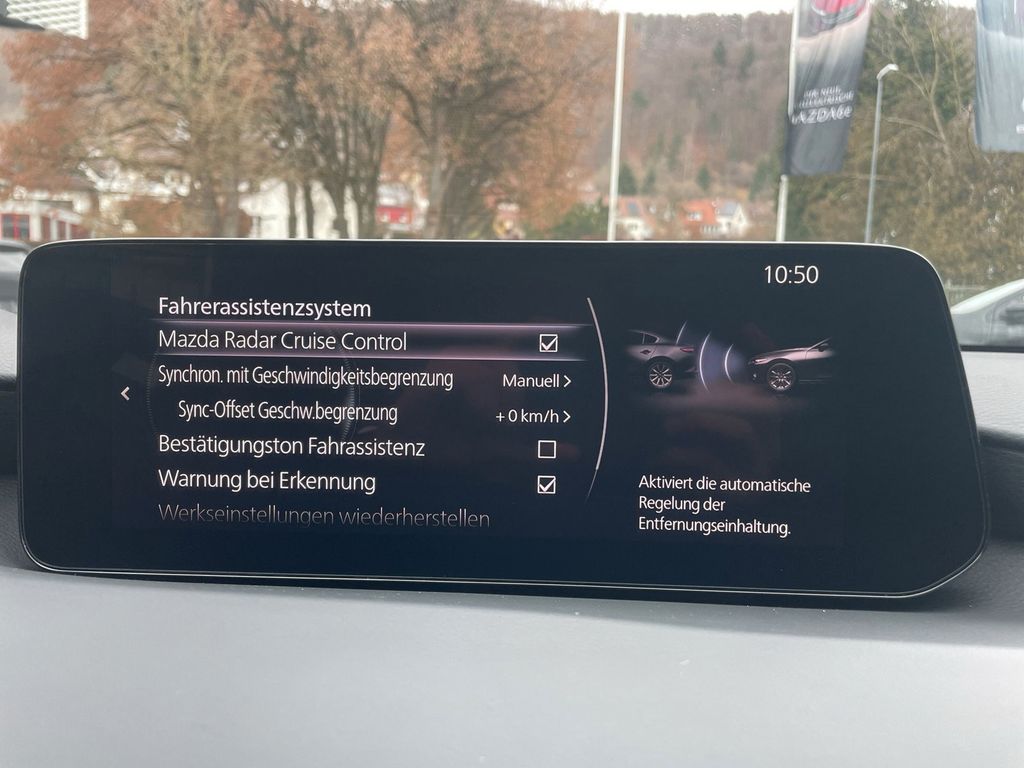 MAZDA6e
10:50
Fahrerassistenzsystem
Mazda Radar Cruise Control
Synchron. mit Geschwindigkeitsbegrenzung Manuell >
Sync-Offset Geschw.begrenzung + 0 km/h >
Bestätigungston Fahrassistenz
Warnung bei Erkennung
Werkseinstellungen wiederherstellen
Aktiviert die automatische
Regelung der
Entfernungseinhaltung.